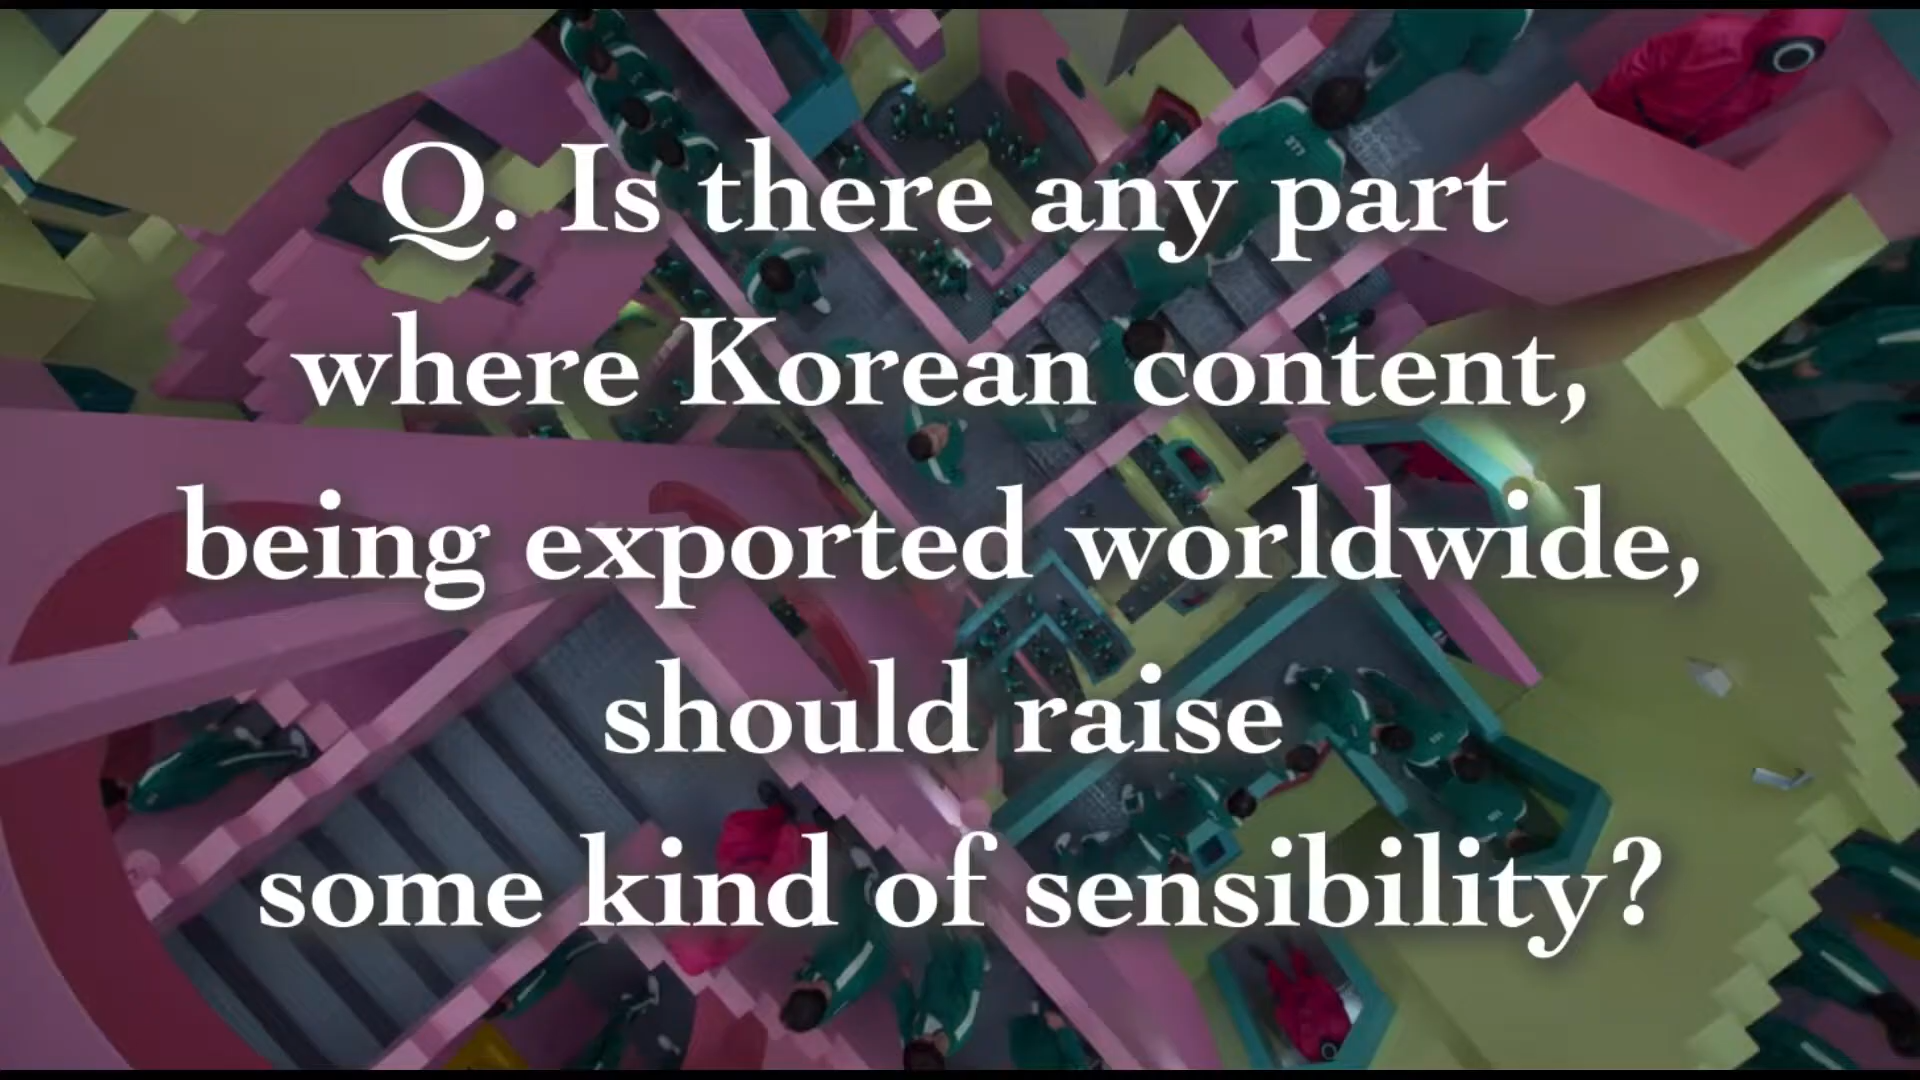 Q. Is there any part
where Korean content,
being exported worldwide,
should raise
some kind of sensibility?